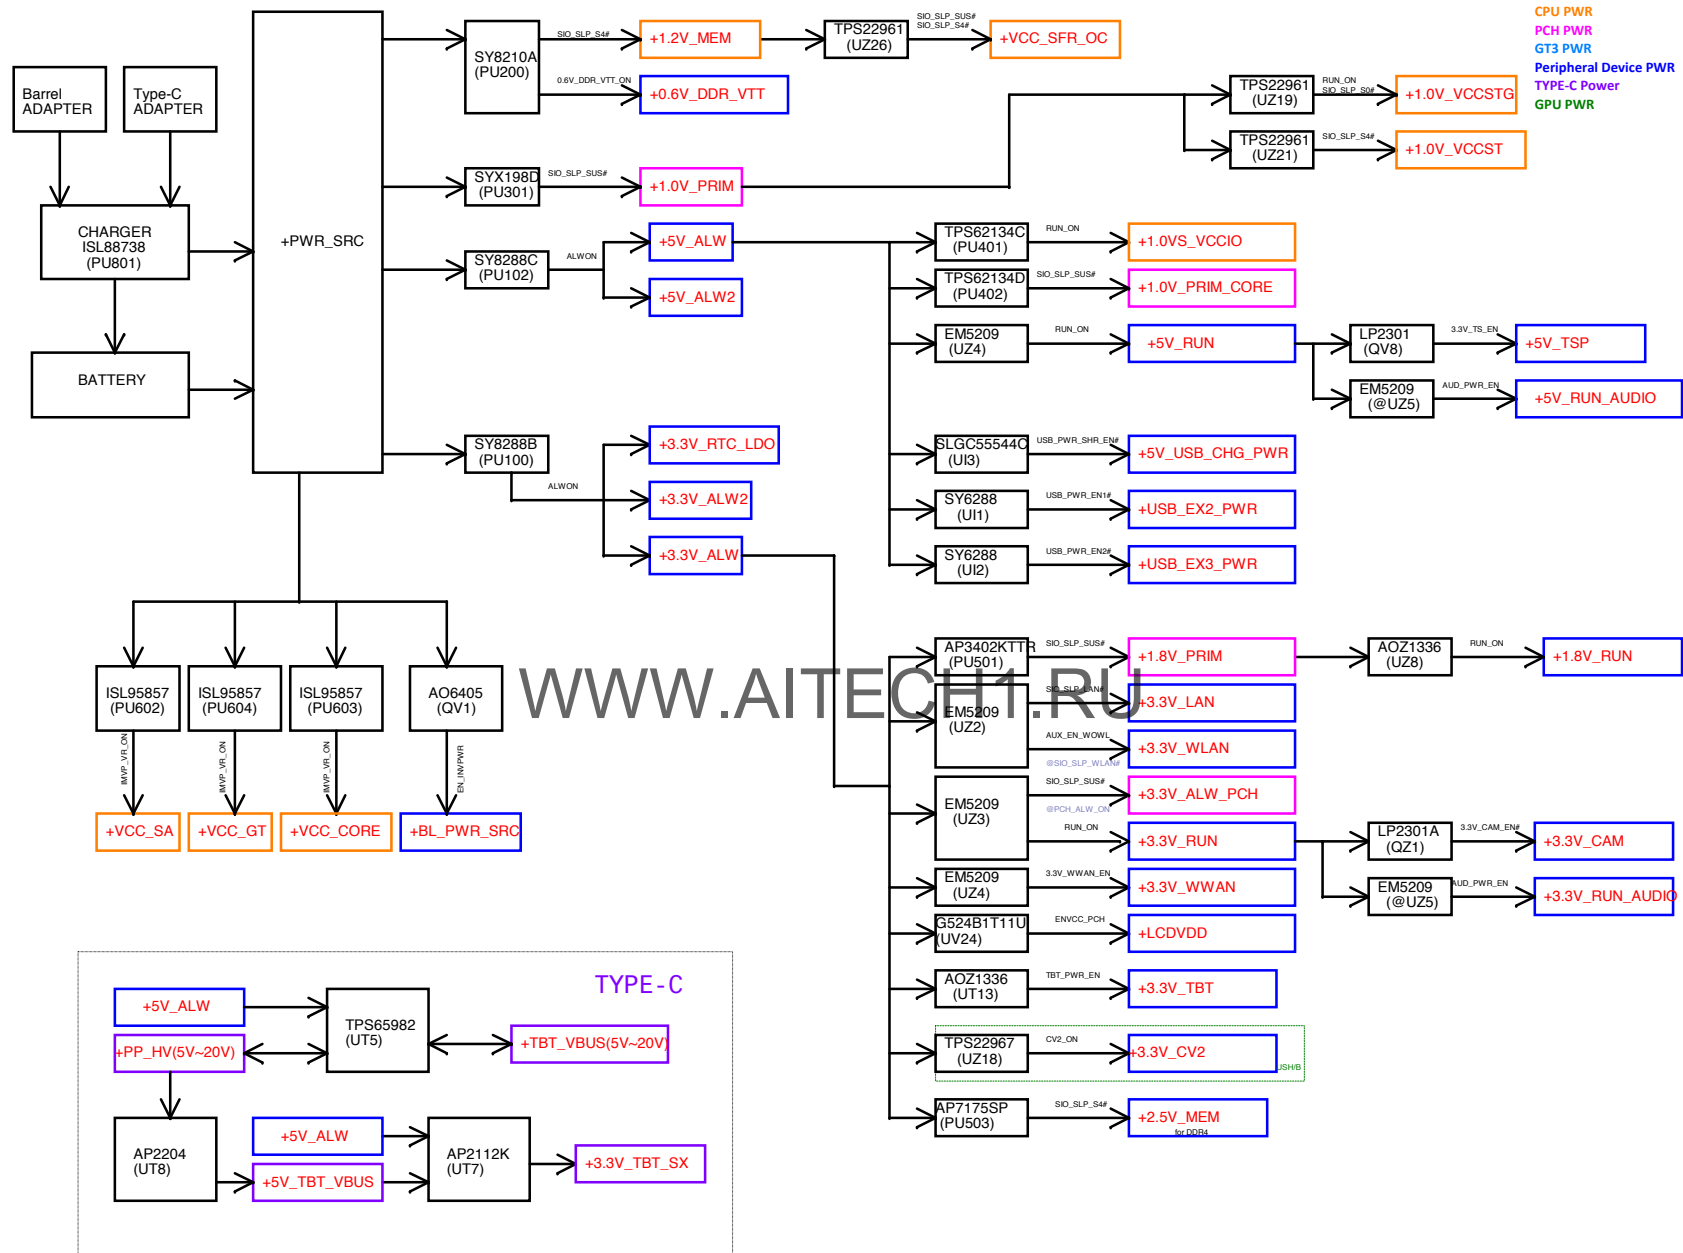 CPU PWR
PCH PWR
GT3 PWR
Peripheral Device PWR
TYPE-C Power
GPU PWR
Barrel
ADAPTER
Type-C
ADAPTER
CHARGER
ISL88738
(PU801)
BATTERY
+PWR_SRC
SY8210A
(PU200)
SIO_SLP_S4#
+1.2V_MEM
TPS22961
(UZ26)
SIO_SLP_SUS#
SIO_SLP_S4#
+VCC_SFR_OC
0.6V_DDR_VTT_ON
+0.6V_DDR_VTT
SYX198D
(PU301)
SIO_SLP_SUS#
+1.0V_PRIM
TPS22961
(UZ19)
RUN_ON
SIO_SLP_S0#
+1.0V_VCCSTG
TPS22961
(UZ21)
SIO_SLP_S4#
+1.0V_VCCST
SY8288C
(PU102)
ALWON
+5V_ALW
+5V_ALW2
TPS62134C
(PU401)
RUN_ON
+1.0VS_VCCIO
TPS62134D
(PU402)
SIO_SLP_SUS#
+1.0V_PRIM_CORE
EM5209
(UZ4)
RUN_ON
+5V_RUN
LP2301
(QV8)
3.3V_TS_EN
+5V_TSP
EM5209
(@UZ5)
AUD_PWR_EN
+5V_RUN_AUDIO
SLGC55544C
(UI3)
USB_PWR_SHR_EN#
+5V_USB_CHG_PWR
SY6288
(UI1)
USB_PWR_EN1#
+USB_EX2_PWR
SY6288
(UI2)
USB_PWR_EN2#
+USB_EX3_PWR
SY8288B
(PU100)
ALWON
+3.3V_RTC_LDO
+3.3V_ALW2
+3.3V_ALW
AP3402KTTR
(PU501)
SIO_SLP_SUS#
+1.8V_PRIM
AOZ1336
(UZ8)
RUN_ON
+1.8V_RUN
EM5209
(UZ2)
SIO_SLP_LAN#
+3.3V_LAN
AUX_EN_WOWL
@SIO_SLP_WLAN#
+3.3V_WLAN
EM5209
(UZ3)
SIO_SLP_SUS#
@PCH_ALW_ON
+3.3V_ALW_PCH
RUN_ON
+3.3V_RUN
LP2301A
(QZ1)
3.3V_CAM_EN#
+3.3V_CAM
EM5209
(@UZ5)
AUD_PWR_EN
+3.3V_RUN_AUDIO
EM5209
(UZ4)
3.3V_WWAN_EN
+3.3V_WWAN
G524B1T11U
(UV24)
ENVCC_PCH
+LCDVDD
AOZ1336
(UT13)
TBT_PWR_EN
+3.3V_TBT
TPS22967
(UZ18)
CV2_ON
+3.3V_CV2
USH/B
AP7175SP
(PU503)
SIO_SLP_S4#
+2.5V_MEM
for DDR4
ISL95857
(PU602)
ISL95857
(PU604)
ISL95857
(PU603)
AO6405
(QV1)
IMVP_VR_ON
IMVP_VR_ON
IMVP_VR_ON
EN_INVPWR
+VCC_SA
+VCC_GT
+VCC_CORE
+BL_PWR_SRC
WWW.AITECH1.RU
TYPE-C
+5V_ALW
+PP_HV(5V~20V)
TPS65982
(UT5)
+TBT_VBUS(5V~20V)
AP2204
(UT8)
+5V_ALW
+5V_TBT_VBUS
AP2112K
(UT7)
+3.3V_TBT_SX